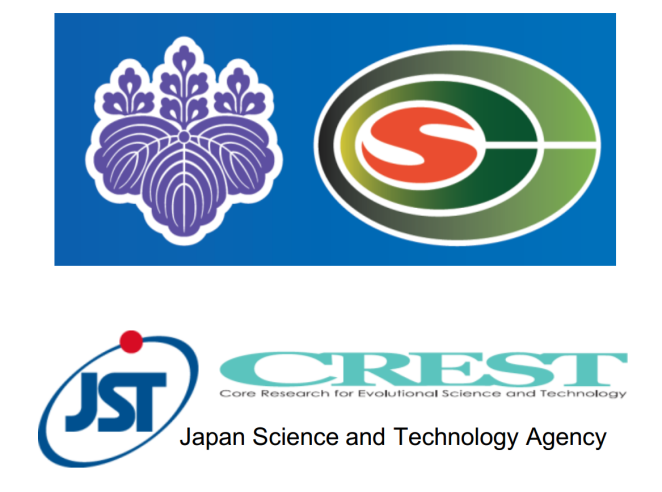 CREST
Core Research for Evolutional Science and Technology
JST
Japan Science and Technology Agency